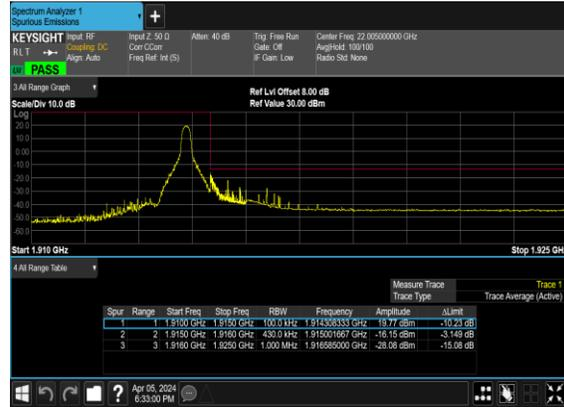 Spectrum Analyzer 1
Spurious Emissions
KEYSIGHT Input: RF Input Z: 50 Ω Atten: 40 dB Trig: Free Run Center Freq: 22.005000000 GHz
RLT Coupling: DC Corr CCorr Gate: Off Avg|Hold: 100/100
Align: Auto Freq Ref: Int (S) IF Gain: Low Radio Std: None
PASS
3 All Range Graph
Ref Lvl Offset 8.00 dB
Scale/Div 10.0 dB Ref Value 30.00 dBm
Log
20.0
10.0
0.00
-10.0
-20.0
-30.0
-40.0
-50.0
-60.0
Start 1.910 GHz Stop 1.925 GH
4 All Range Table
Measure Trace Trace 1
Trace Type Trace Average (Active)
Spur Range Start Freq Stop Freq RBW Frequency Amplitude ΔLimit
1 1 1.9100 GHz 1.9150 GHz 100.0 kHz 1.914308333 GHz 19.77 dBm -10.23 dB
2 2 1.9150 GHz 1.9160 GHz 430.0 kHz 1.915001667 GHz -16.15 dBm -3.149 dB
3 3 1.9160 GHz 1.9250 GHz 1.000 MHz 1.916585000 GHz -28.08 dBm -15.08 dB
Apr 05, 2024
6:33:00 PM